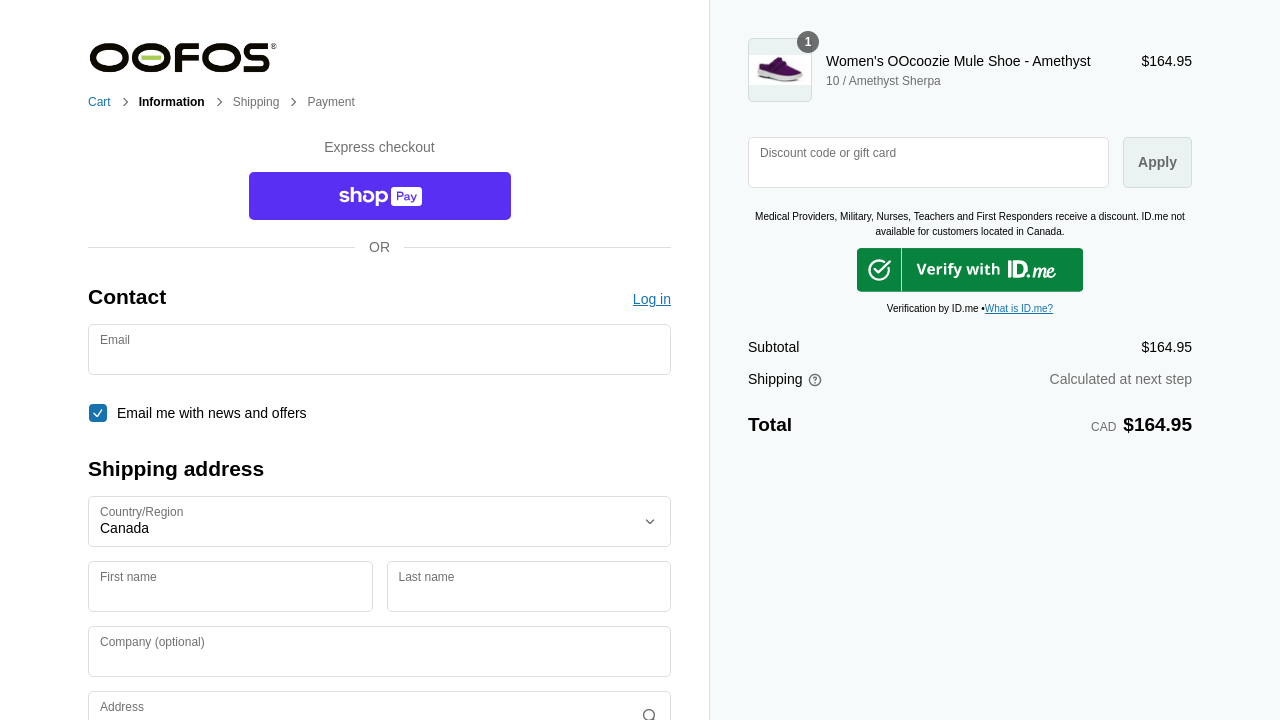 OOFOS®
Cart > Information > Shipping > Payment
Express checkout
shop Pay
OR
Contact
Log in
Email
Email me with news and offers
Shipping address
Country/Region
Canada
First name
Last name
Company (optional)
Address
1
Women's OOcoozie Mule Shoe - Amethyst
$164.95
10 / Amethyst Sherpa
Discount code or gift card
Apply
Medical Providers, Military, Nurses, Teachers and First Responders receive a discount. ID.me not
available for customers located in Canada.
Verify with ID.me
Verification by ID.me •What is ID.me?
Subtotal
$164.95
Shipping
Calculated at next step
Total
CAD $164.95